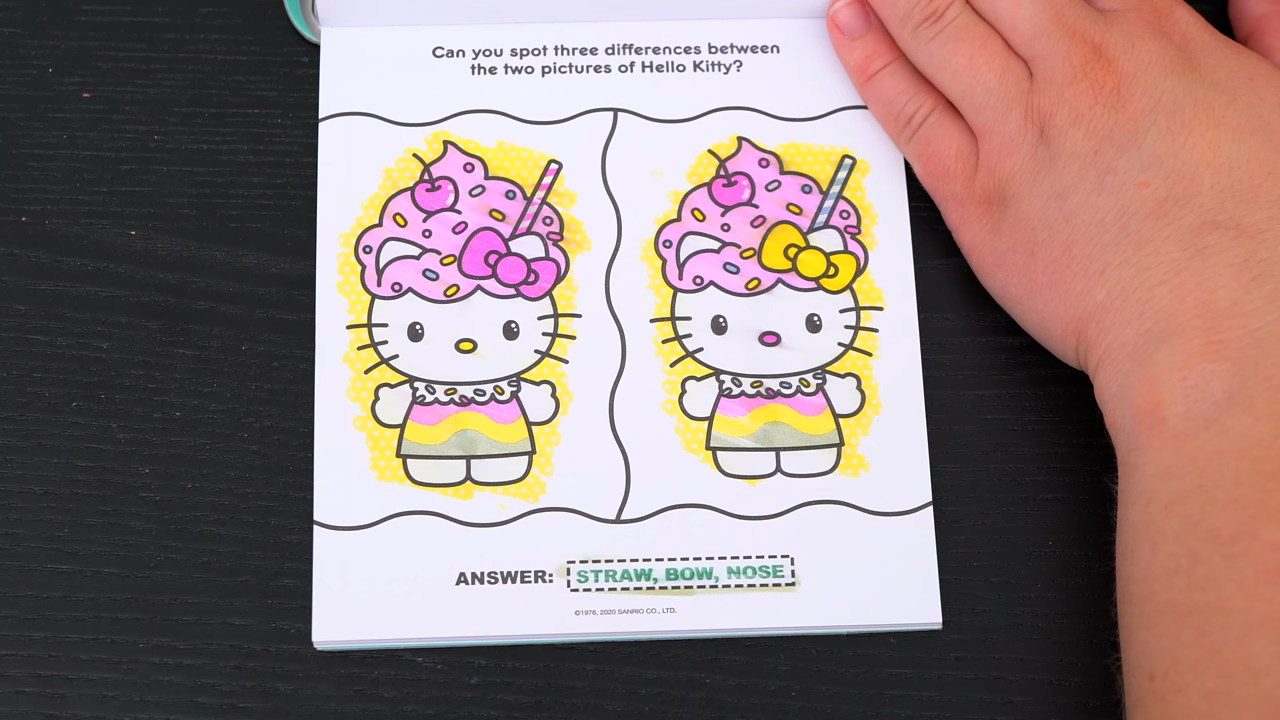 Can you spot three differences between
the two pictures of Hello Kitty?
ANSWER: STRAW, BOW, NOSE
©1976, 2020 SANRIO CO., LTD.